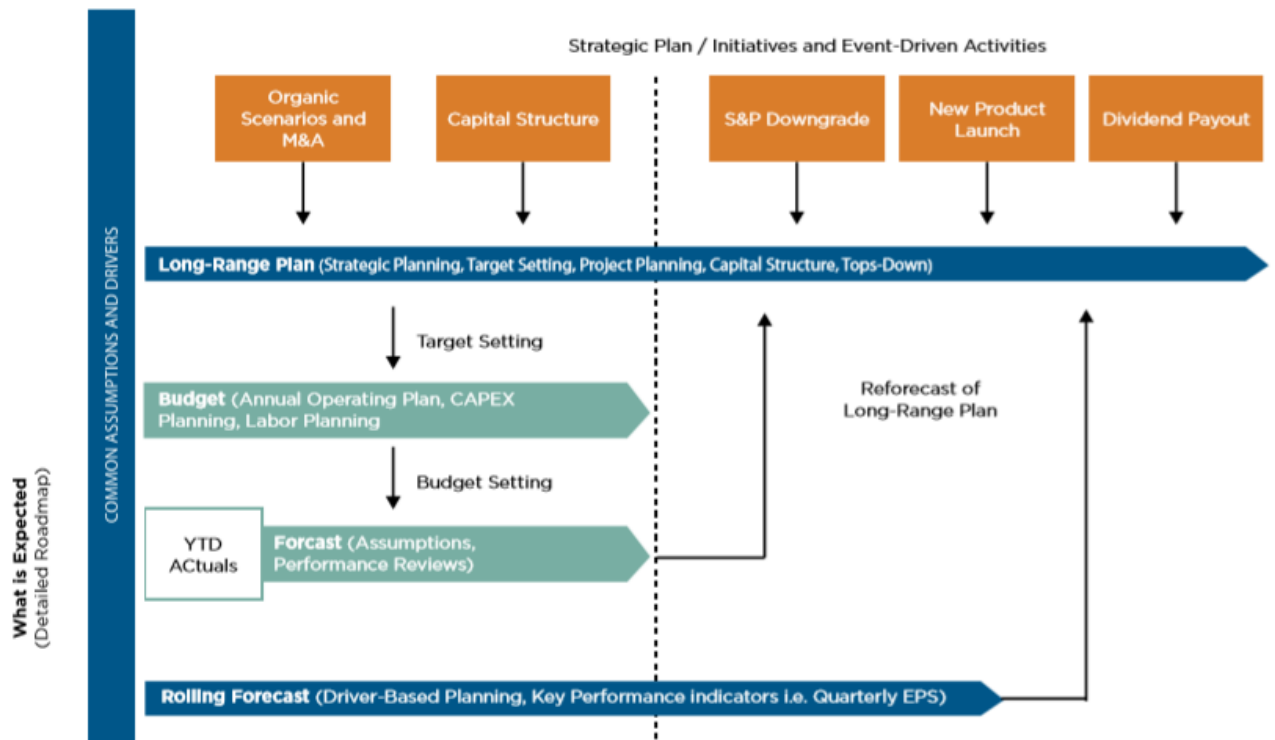 Strategic Plan / Initiatives and Event-Driven Activities
Organic
Scenarios and
M&A
Capital Structure
S&P Downgrade
New Product
Launch
Dividend Payout
COMMON ASSUMPTIONS AND DRIVERS
Long-Range Plan (Strategic Planning, Target Setting, Project Planning, Capital Structure, Tops-Down)
Target Setting
Budget (Annual Operating Plan, CAPEX
Planning, Labor Planning
Reforecast of
Long-Range Plan
Budget Setting
What is Expected
(Detailed Roadmap)
YTD
ACtuals
Forcast (Assumptions,
Performance Reviews)
Rolling Forecast (Driver-Based Planning, Key Performance indicators i.e. Quarterly EPS)